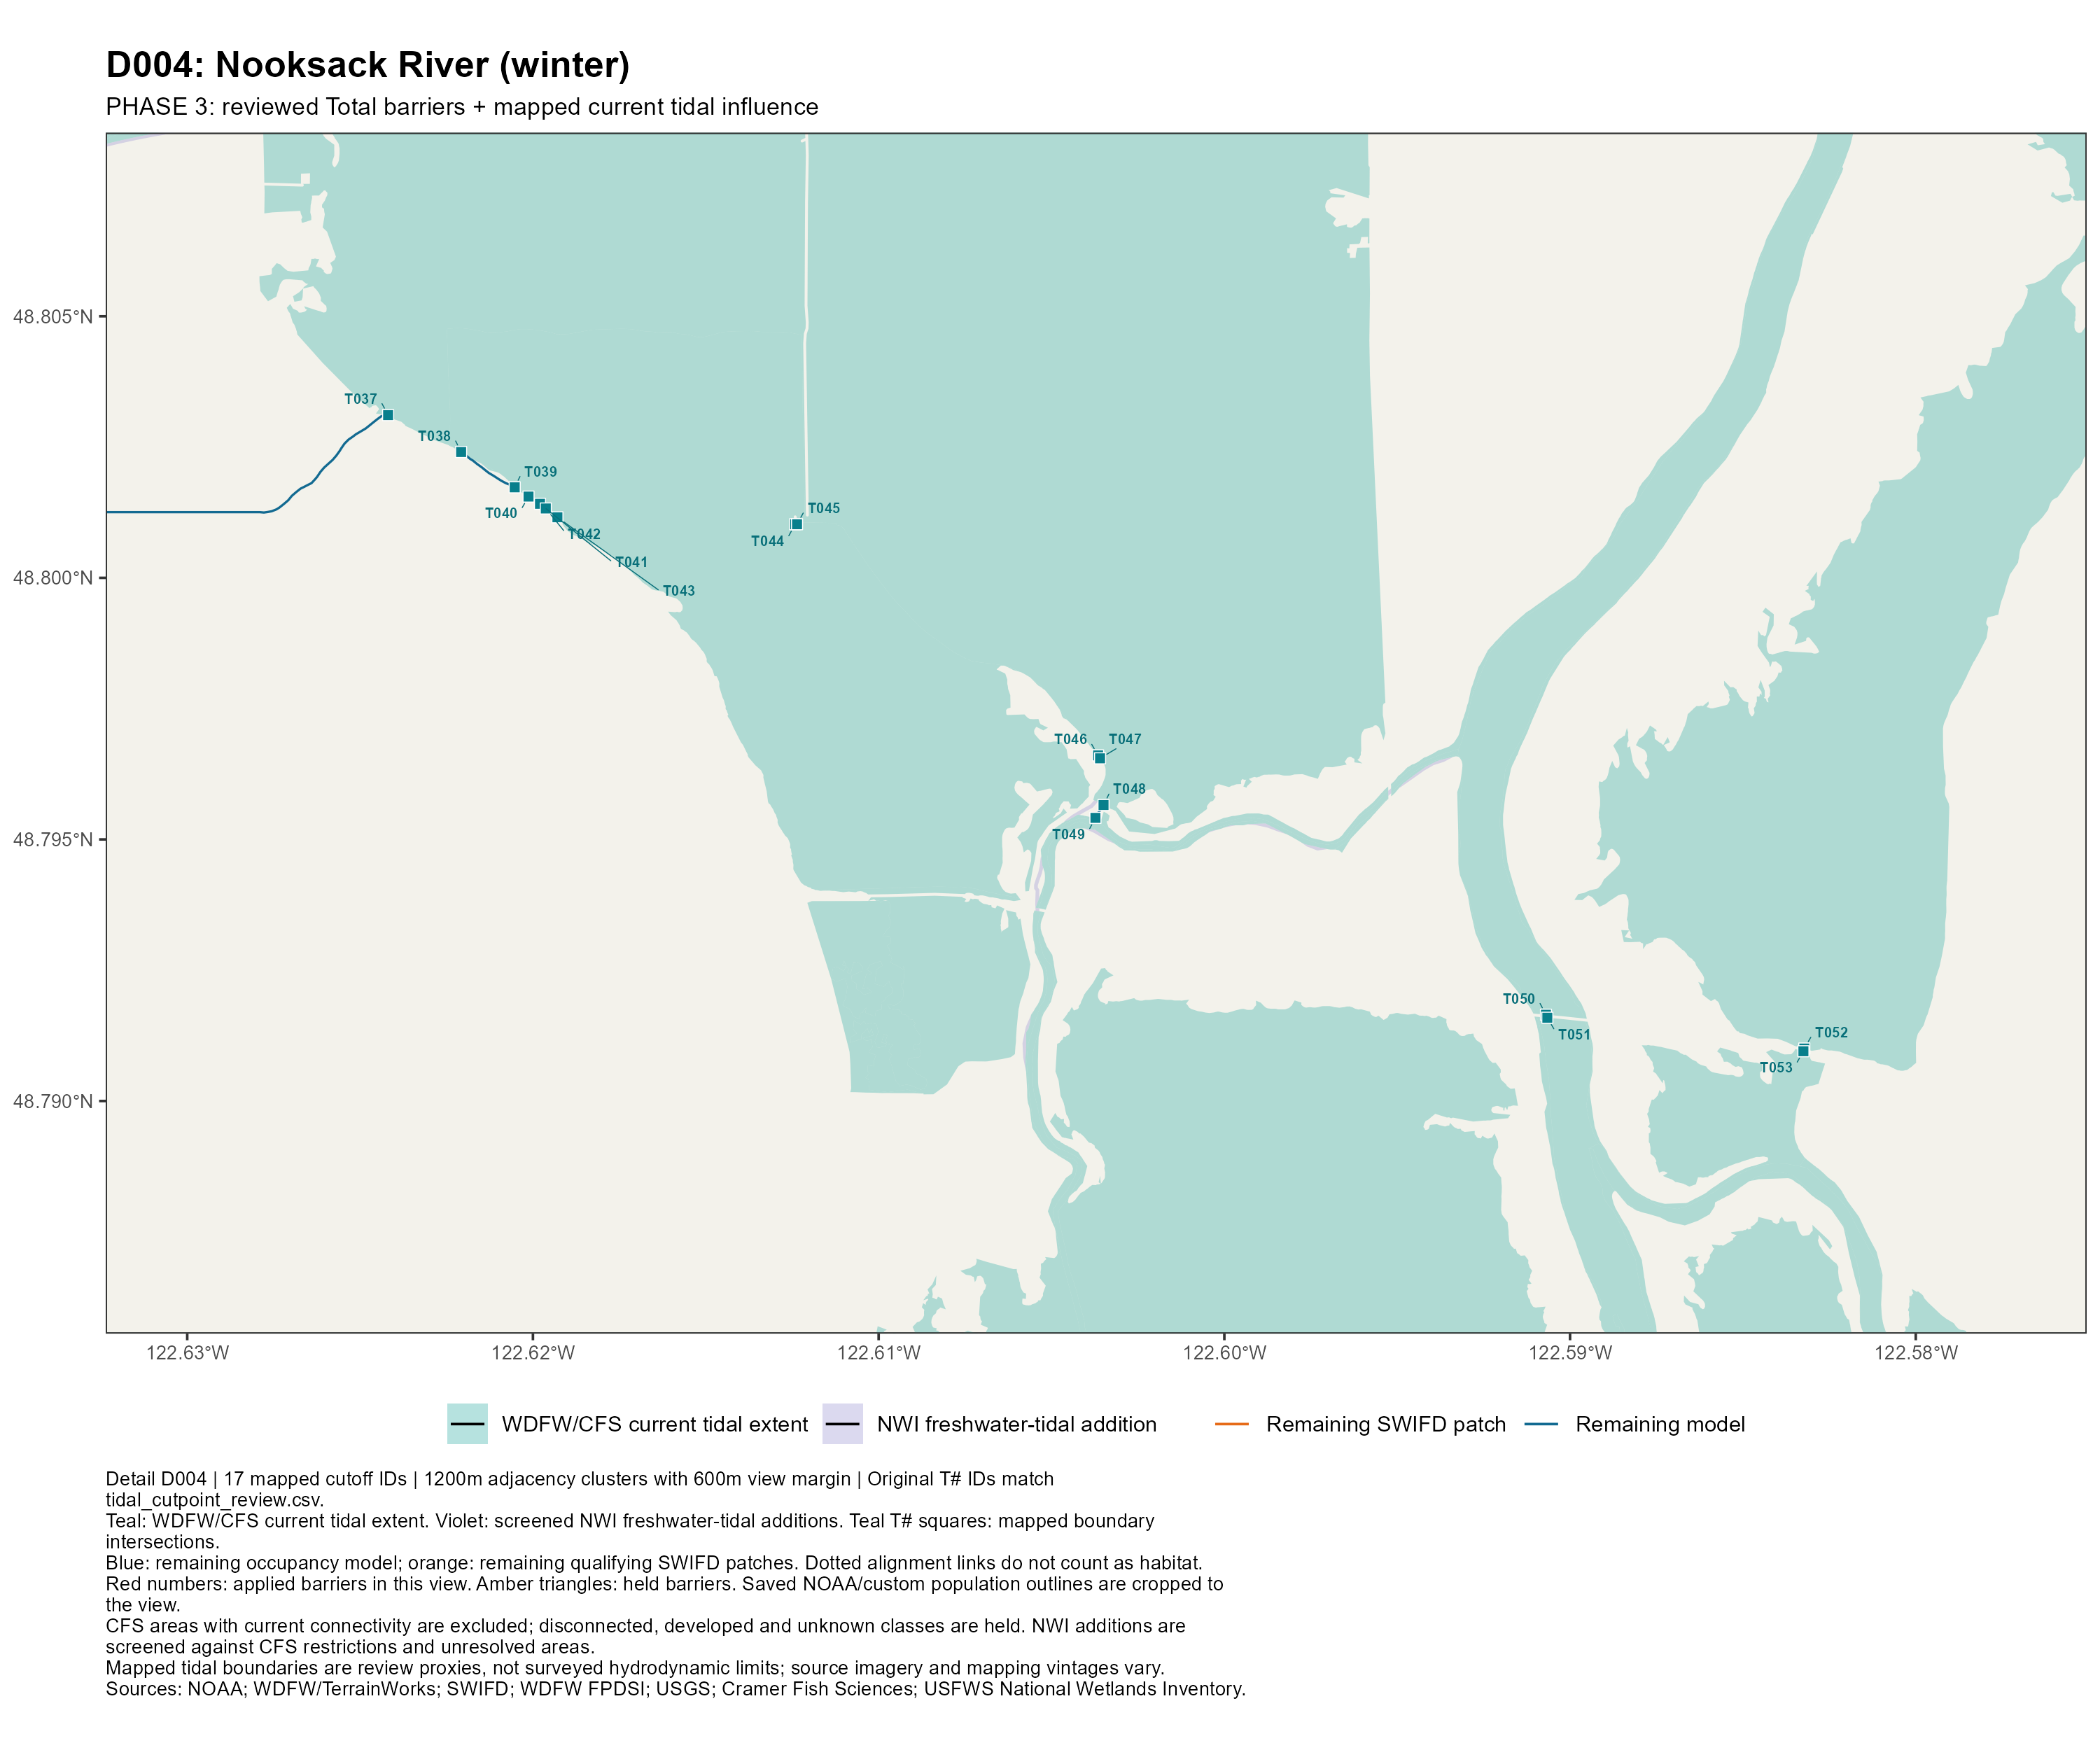 D004: Nooksack River (winter)
PHASE 3: reviewed Total barriers + mapped current tidal influence
48.805°N
48.800°N
48.795°N
48.790°N
T037
T038
T039
T040
T042
T041
T043
T045
T044
T046
T047
T048
T049
T050
T051
T052
T053
122.63°W
122.62°W
122.61°W
122.60°W
122.59°W
122.58°W
WDFW/CFS current tidal extent
NWI freshwater-tidal addition
Remaining SWIFD patch
Remaining model
Detail D004 | 17 mapped cutoff IDs | 1200m adjacency clusters with 600m view margin | Original T# IDs match
tidal_cutpoint_review.csv.
Teal: WDFW/CFS current tidal extent. Violet: screened NWI freshwater-tidal additions. Teal T# squares: mapped boundary
intersections.
Blue: remaining occupancy model; orange: remaining qualifying SWIFD patches. Dotted alignment links do not count as habitat.
Red numbers: applied barriers in this view. Amber triangles: held barriers. Saved NOAA/custom population outlines are cropped to
the view.
CFS areas with current connectivity are excluded; disconnected, developed and unknown classes are held. NWI additions are
screened against CFS restrictions and unresolved areas.
Mapped tidal boundaries are review proxies, not surveyed hydrodynamic limits; source imagery and mapping vintages vary.
Sources: NOAA; WDFW/TerrainWorks; SWIFD; WDFW FPDSI; USGS; Cramer Fish Sciences; USFWS National Wetlands Inventory.